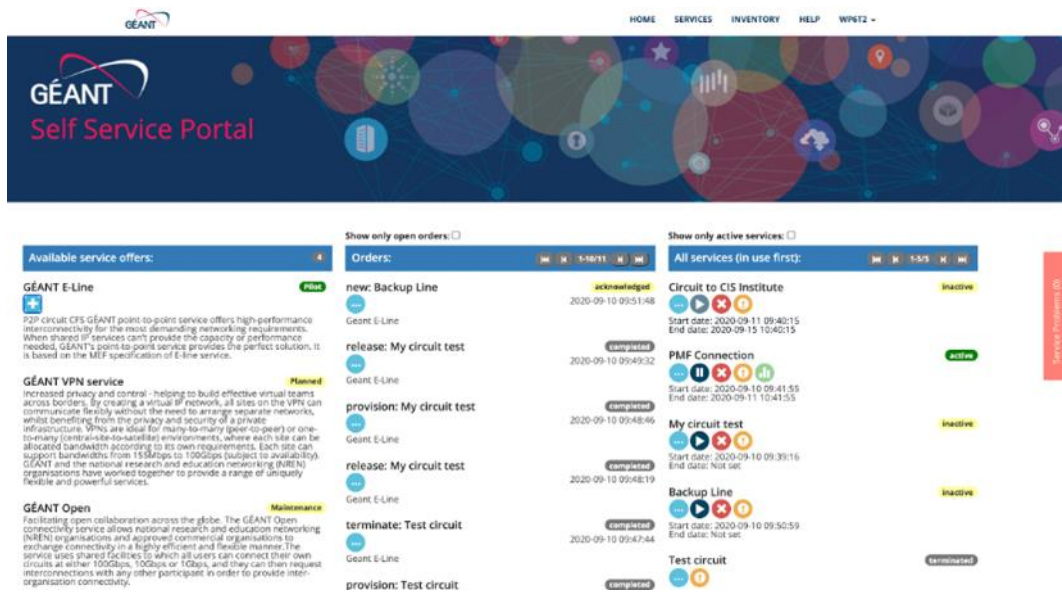 GÉANT
HOME SERVICES INVENTORY HELP WP6T2
GÉANT
Self Service Portal
Available service offers: 4
GÉANT E-Line Pilot
P2P circuit CFS GÉANT point-to-point service offers high-performance
interconnectivity for the most demanding networking requirements.
When shared IP services can't provide the capacity or performance
needed, GÉANT's point-to-point service provides the perfect solution. It
is based on the MEF specification of E-line service.
GÉANT VPN service Planned
Increased privacy and control - helping to build effective virtual teams
across borders. By creating a virtual IP network, all sites on the VPN can
communicate flexibly without the need to arrange separate networks,
whilst benefiting from the privacy and security of a private
infrastructure. VPNs are ideal for many-to-many (peer-to-peer) or one-
to-many (central-site-to-satellite) environments, where each site can be
allocated bandwidth according to its own requirements. Each site can
support bandwidths from 155Mbps to 100Gbps (subject to availability).
GÉANT and the national research and education networking (NREN)
organisations have worked together to provide a range of uniquely
flexible and powerful services.
GÉANT Open Maintenance
Facilitating open collaboration across the globe. The GÉANT Open
connectivity service allows national research and education networking
(NREN) organisations and approved commercial organisations to
exchange connectivity in a highly efficient and flexible manner.The
service uses shared facilities to which all users can connect their own
circuits at either 100Gbps, 10Gbps or 1Gbps, and they can then request
interconnections with any other participant in order to provide inter-
organisation connectivity.
Show only open orders:
Orders: 1-10/11
new: Backup Line acknowledged
2020-09-10 09:51:48
Geant E-Line
release: My circuit test completed
2020-09-10 09:49:32
Geant E-Line
provision: My circuit test completed
2020-09-10 09:48:46
Geant E-Line
release: My circuit test completed
2020-09-10 09:48:19
Geant E-Line
terminate: Test circuit completed
2020-09-10 09:47:44
Geant E-Line
provision: Test circuit completed
Show only active services:
All services (in use first): 1-5/5
Circuit to CIS Institute inactive
Start date: 2020-09-11 09:40:15
End date: 2020-09-15 10:40:15
PMF Connection active
Start date: 2020-09-10 09:41:55
End date: 2020-09-11 10:41:55
My circuit test inactive
Start date: 2020-09-10 09:39:16
End date: Not set
Backup Line inactive
Start date: 2020-09-10 09:50:59
End date: Not set
Test circuit terminated
Service Problems (0)